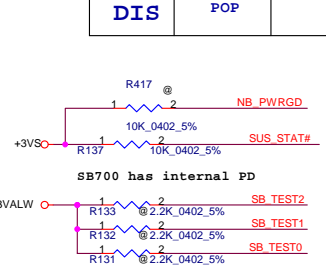 DIS POP
R417 @
1 2 NB_PWRGD
10K_0402_5%
+3VS 1 2 SUS_STAT#
R137 10K_0402_5%
SB700 has internal PD
3VALW 1 2 SB_TEST2
R133 @2.2K_0402_5%
1 2 SB_TEST1
R132 @2.2K_0402_5%
1 2 SB_TEST0
R131 @2.2K_0402_5%